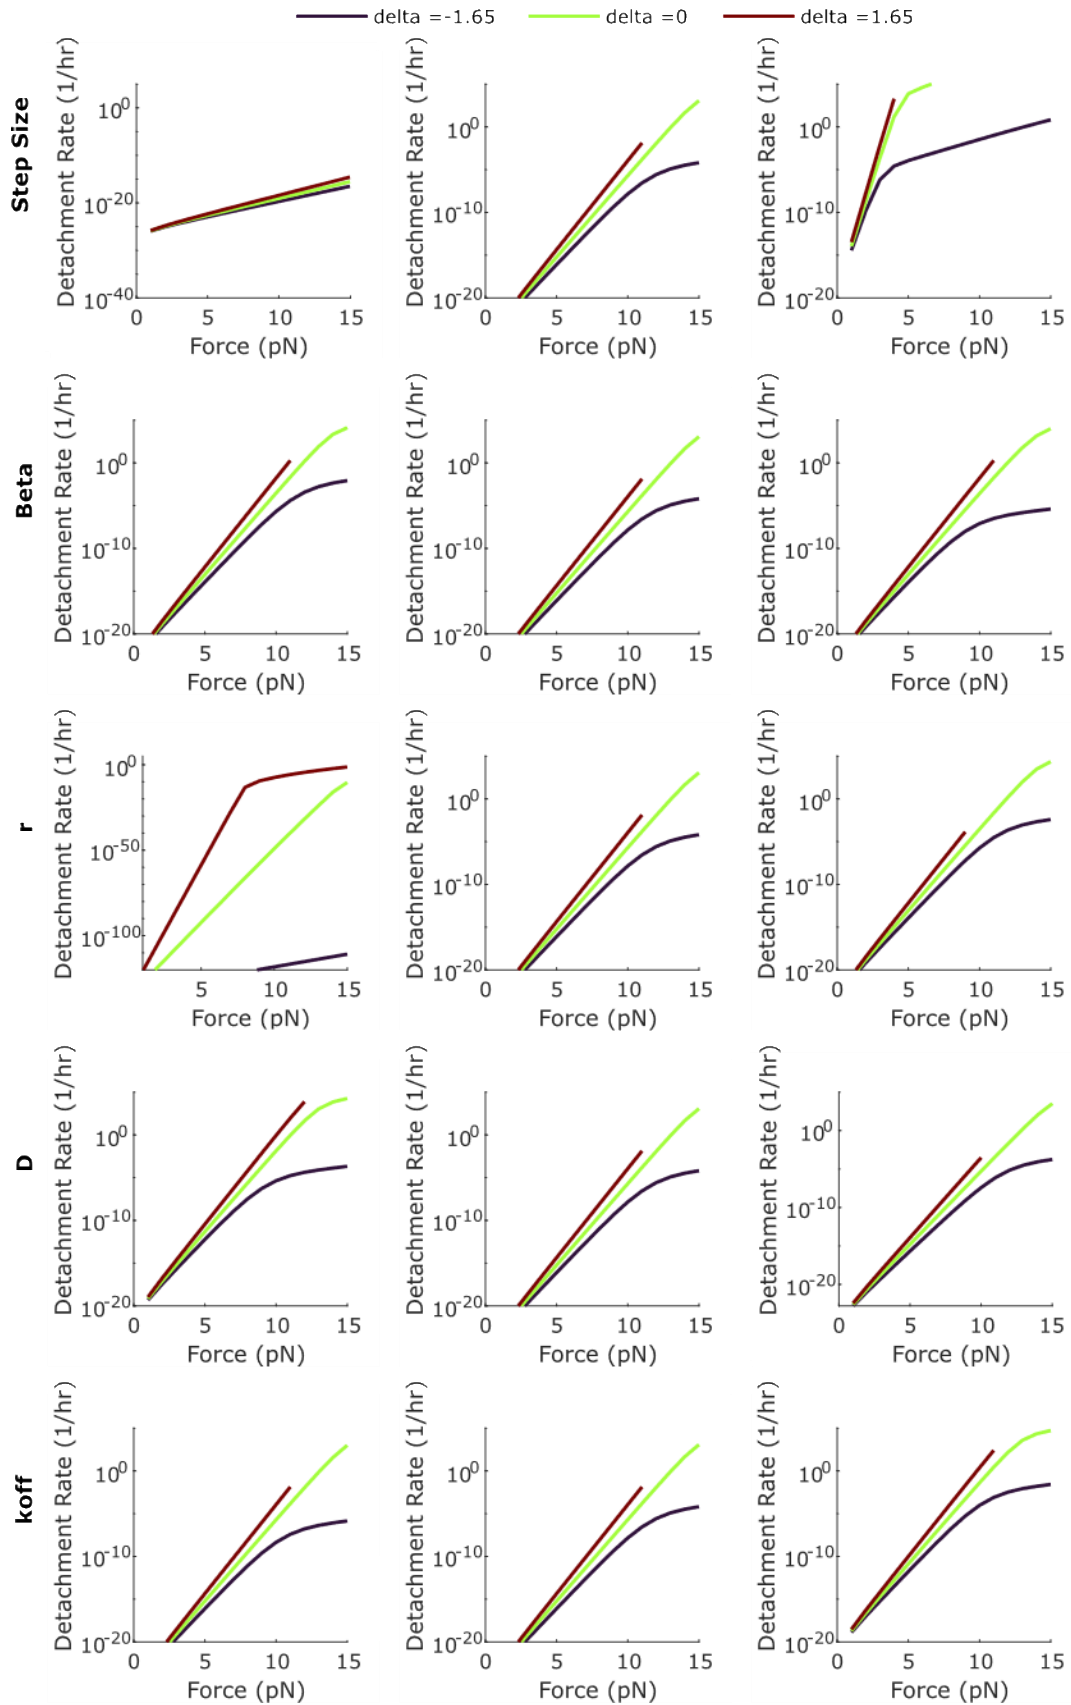 delta =-1.65 delta =0 delta =1.65
Step Size
Detachment Rate (1/hr)
10^0
10^-20
10^-40
0 5 10 15
Force (pN)
Detachment Rate (1/hr)
10^0
10^-10
10^-20
0 5 10 15
Force (pN)
Detachment Rate (1/hr)
10^0
10^-10
10^-20
0 5 10 15
Force (pN)
Beta
Detachment Rate (1/hr)
10^0
10^-10
10^-20
0 5 10 15
Force (pN)
Detachment Rate (1/hr)
10^0
10^-10
10^-20
0 5 10 15
Force (pN)
Detachment Rate (1/hr)
10^0
10^-10
10^-20
0 5 10 15
Force (pN)
r
Detachment Rate (1/hr)
10^0
10^-50
10^-100
5 10 15
Force (pN)
Detachment Rate (1/hr)
10^0
10^-10
10^-20
0 5 10 15
Force (pN)
Detachment Rate (1/hr)
10^0
10^-10
10^-20
0 5 10 15
Force (pN)
D
Detachment Rate (1/hr)
10^0
10^-10
10^-20
0 5 10 15
Force (pN)
Detachment Rate (1/hr)
10^0
10^-10
10^-20
0 5 10 15
Force (pN)
Detachment Rate (1/hr)
10^0
10^-10
10^-20
0 5 10 15
Force (pN)
koff
Detachment Rate (1/hr)
10^0
10^-10
10^-20
0 5 10 15
Force (pN)
Detachment Rate (1/hr)
10^0
10^-10
10^-20
0 5 10 15
Force (pN)
Detachment Rate (1/hr)
10^0
10^-10
10^-20
0 5 10 15
Force (pN)